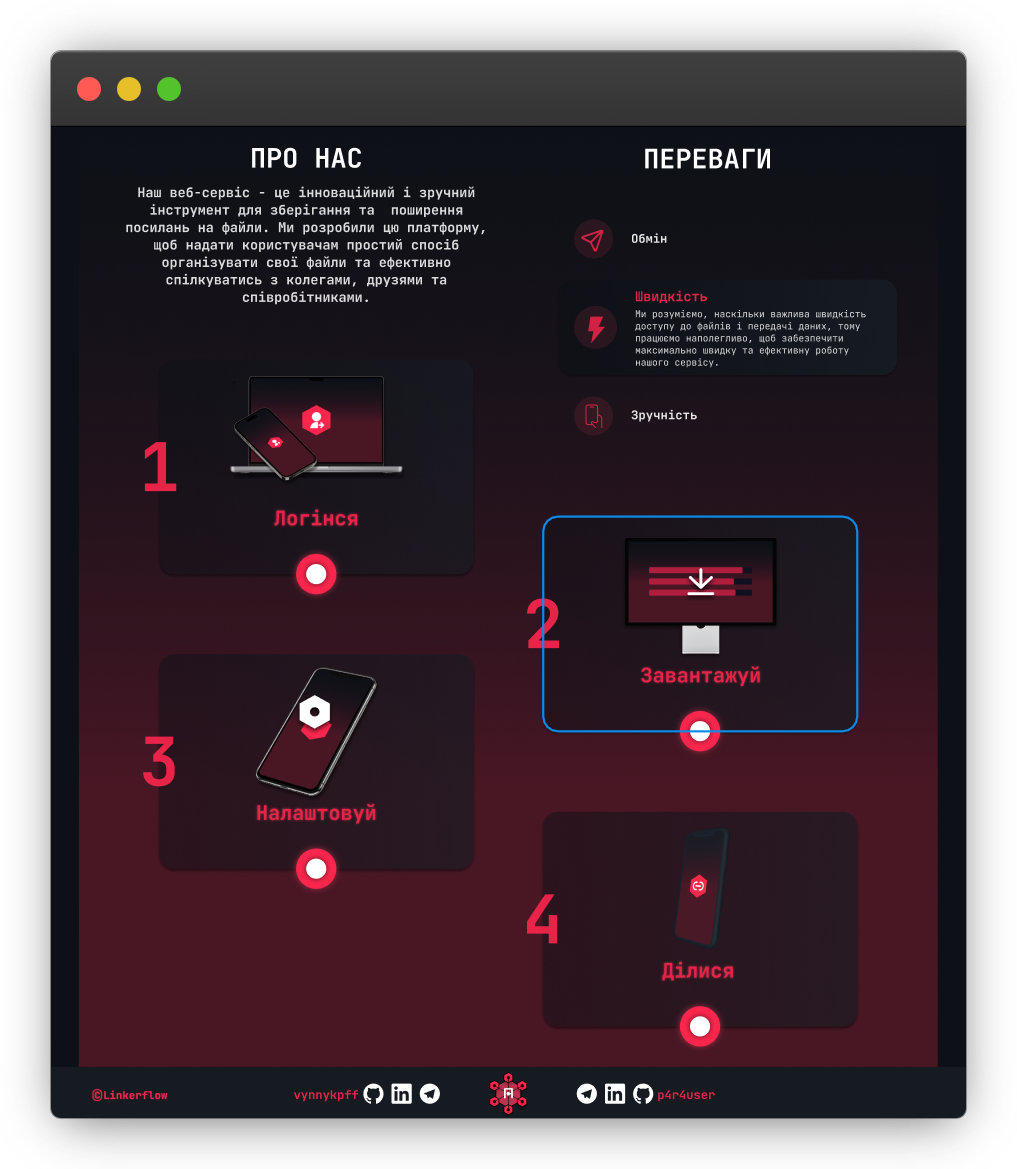 ПРО НАС
Наш веб-сервіс - це інноваційний і зручний
інструмент для зберігання та  поширення
посилань на файли. Ми розробили цю платформу,
щоб надати користувачам простий спосіб
організувати свої файли та ефективно
спілкуватись з колегами, друзями та
співробітниками.
ПЕРЕВАГИ
Обмін
Швидкість
Ми розуміємо, наскільки важлива швидкість
доступу до файлів і передачі даних, тому
працюємо наполегливо, щоб забезпечити
максимально швидку та ефективну роботу
нашого сервісу.
Зручність
1
Логінся
2
Завантажуй
3
Налаштовуй
4
Ділися
©Linkerflow
vynnykpff
p4r4user